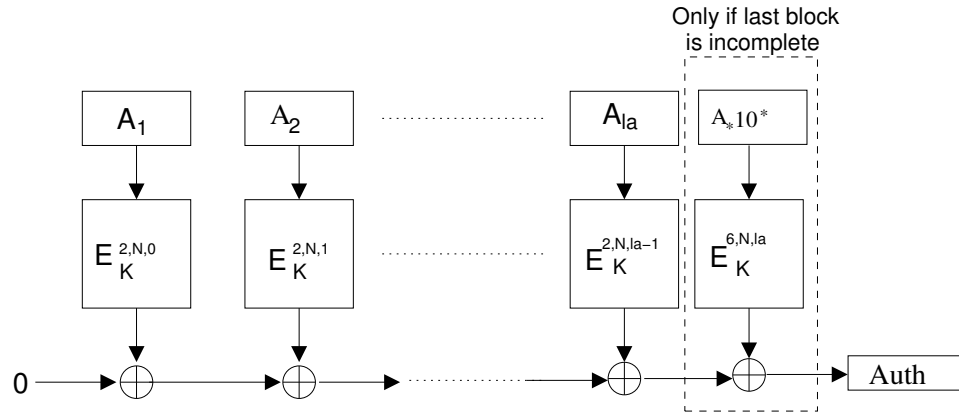 Only if last block
is incomplete
A1 A2 Ala A*10*
E K 2,N,0 E K 2,N,1 E K 2,N,la−1 E K 6,N,la
0 Auth